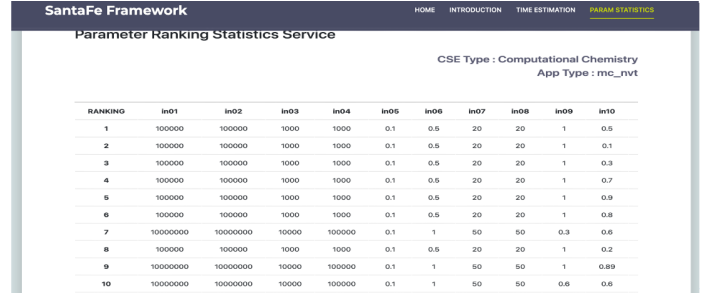 SantaFe Framework HOME INTRODUCTION TIME ESTIMATION PARAM STATISTICS
Parameter Ranking Statistics Service
CSE Type : Computational Chemistry
App Type : mc_nvt
RANKING in01 in02 in03 in04 in05 in06 in07 in08 in09 in10
1 100000 100000 1000 1000 0.1 0.5 20 20 1 0.5
2 100000 100000 1000 1000 0.1 0.5 20 20 1 0.1
3 100000 100000 1000 1000 0.1 0.5 20 20 1 0.3
4 100000 100000 1000 1000 0.1 0.5 20 20 1 0.7
5 100000 100000 1000 1000 0.1 0.5 20 20 1 0.9
6 100000 100000 1000 1000 0.1 0.5 20 20 1 0.8
7 10000000 10000000 10000 100000 0.1 1 50 50 0.3 0.6
8 100000 100000 1000 1000 0.1 0.5 20 20 1 0.2
9 10000000 10000000 10000 100000 0.1 1 50 50 1 0.89
10 10000000 10000000 10000 100000 0.1 1 50 50 0.6 0.6